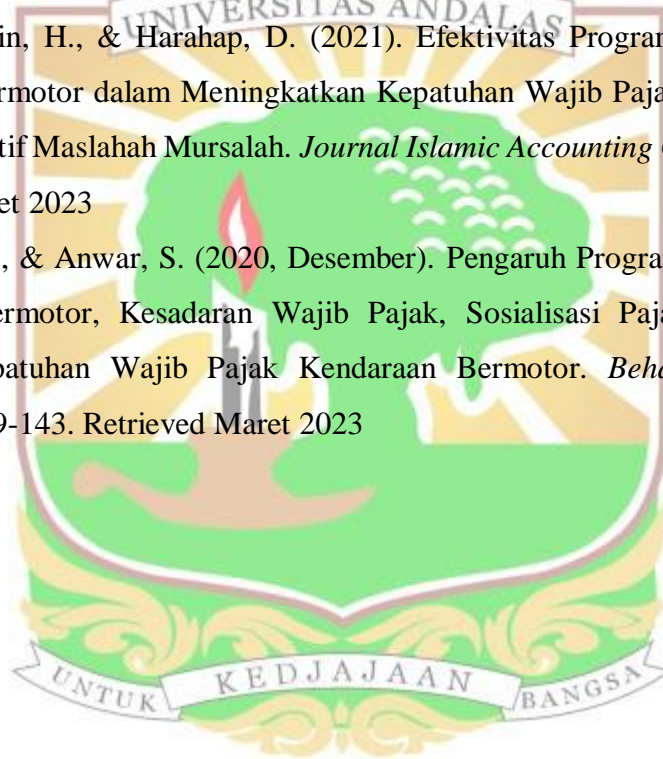 UNIVERSITAS ANDALAS
in, H., & Harahap, D. (2021). Efektivitas Program
ermotor dalam Meningkatkan Kepatuhan Wajib Paja
tif Maslahah Mursalah. Journal Islamic Accounting
et 2023
., & Anwar, S. (2020, Desember). Pengaruh Progra
ermotor, Kesadaran Wajib Pajak, Sosialisasi Paja
patuhan Wajib Pajak Kendaraan Bermotor. Beha
9-143. Retrieved Maret 2023
UNTUK KEDJAJAAN BANGSA